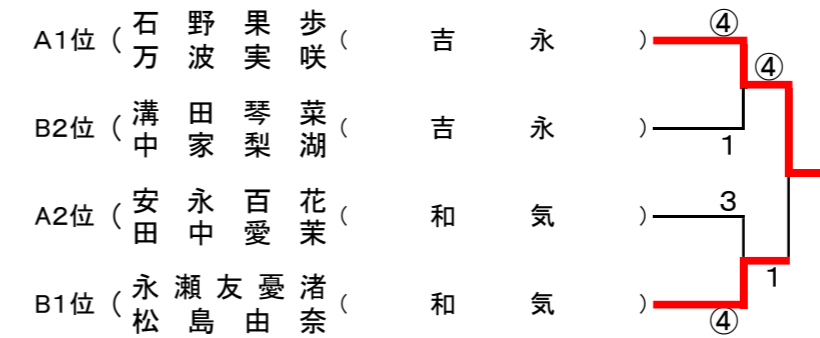 石野果歩 ④
A1位 ( ( 吉永 )
万波実咲
④
溝田琴菜
B2位 ( ( 吉永 )
中家梨湖 1
安永百花 3
A2位 ( ( 和気 )
田中愛茉
1
永瀬友憂渚
B1位 ( ( 和気 )
松島由奈 ④